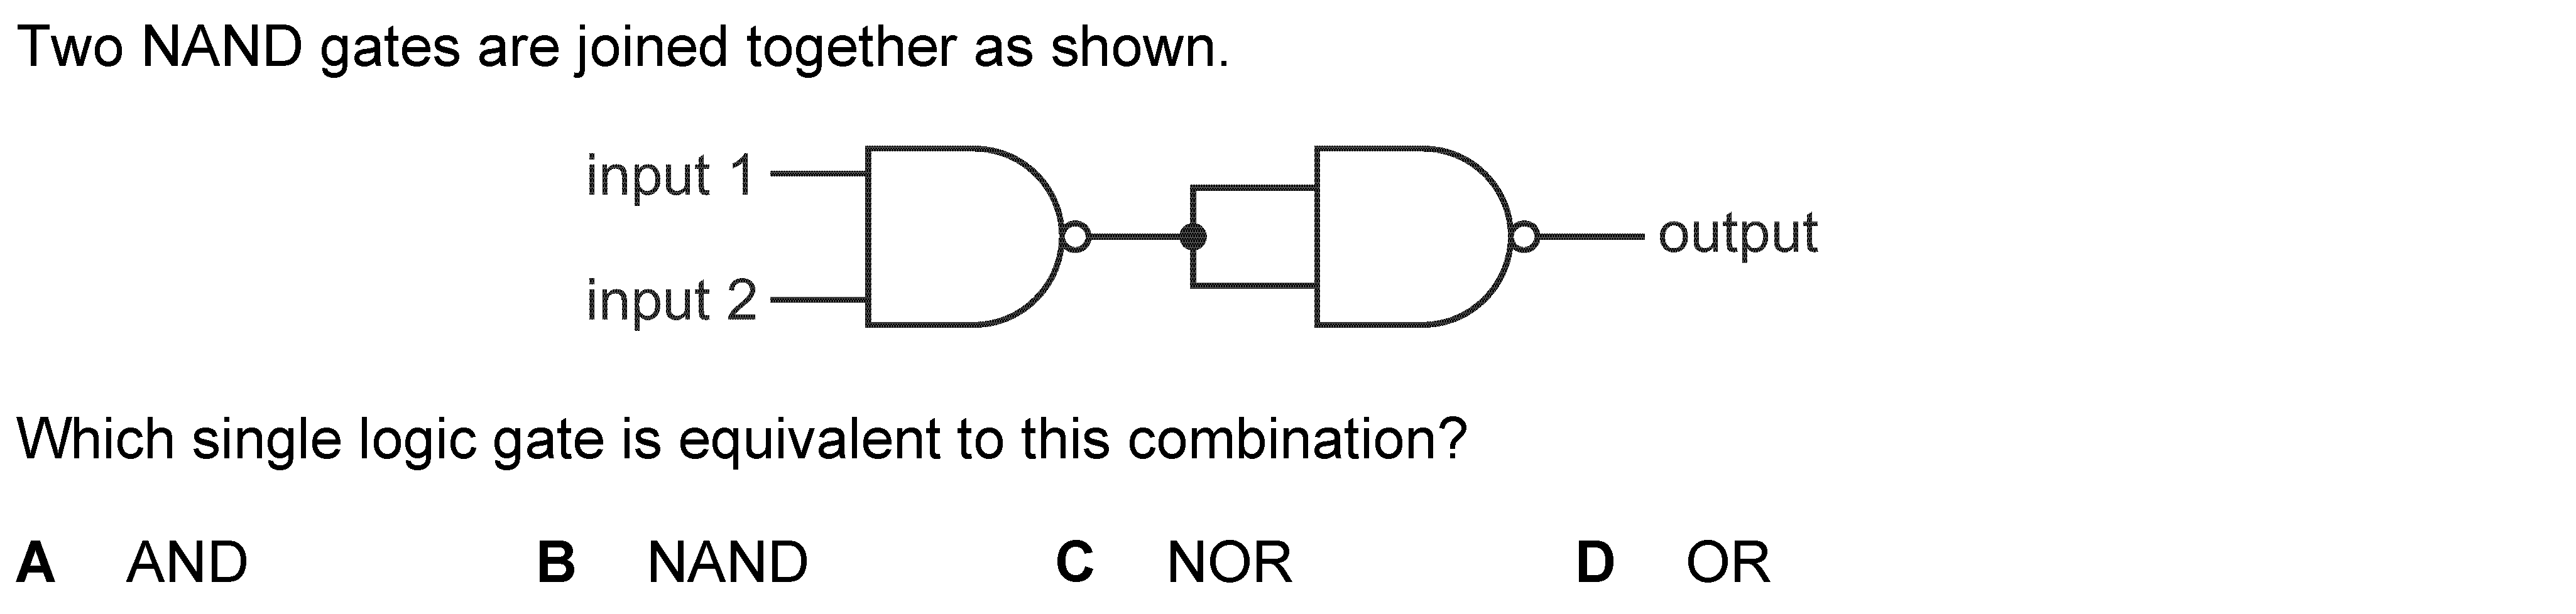 Two NAND gates are joined together as shown.
input 1
input 2
output
Which single logic gate is equivalent to this combination?
A AND B NAND C NOR D OR